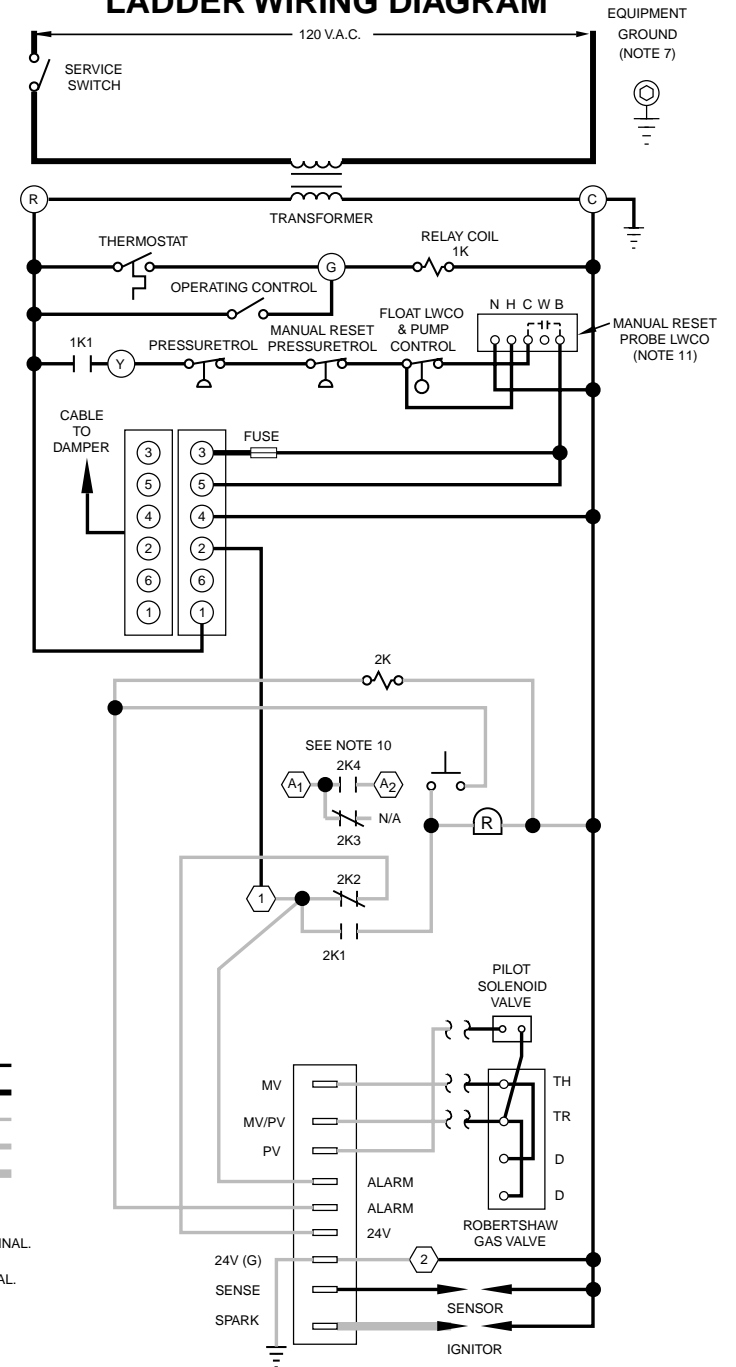 LADDER WIRING DIAGRAM
EQUIPMENT
GROUND
(NOTE 7)
120 V.A.C.
SERVICE
SWITCH
R
C
TRANSFORMER
THERMOSTAT
G
RELAY COIL
1K
OPERATING CONTROL
1K1
Y
PRESSURETROL
MANUAL RESET
PRESSURETROL
FLOAT LWCO
& PUMP
CONTROL
N H C W B
MANUAL RESET
PROBE LWCO
(NOTE 11)
CABLE
TO
DAMPER
3
5
4
2
6
1
3
5
4
2
6
1
FUSE
2K
SEE NOTE 10
2K4
A1
A2
N/A
2K3
R
2K2
1
2K1
PILOT
SOLENOID
VALVE
MV
MV/PV
PV
ALARM
ALARM
24V
24V (G)
SENSE
SPARK
TH
TR
D
D
ROBERTSHAW
GAS VALVE
2
SENSOR
IGNITOR
NAL.
AL.